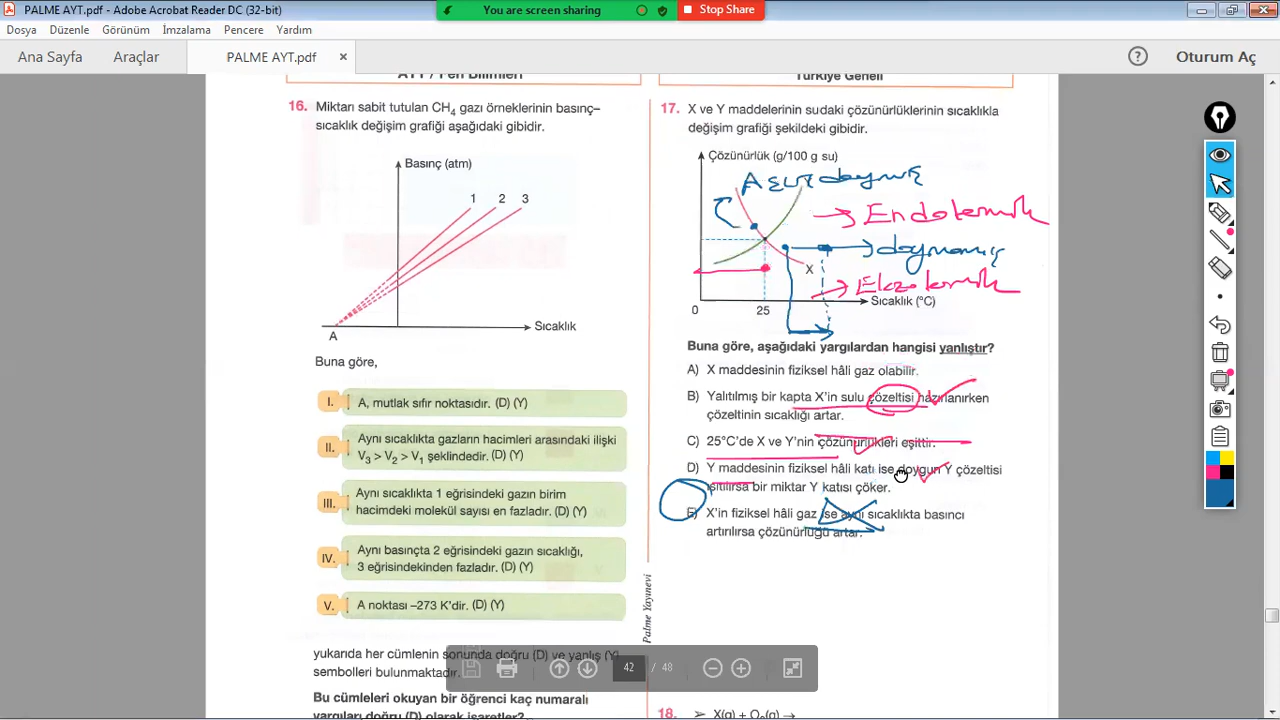 PALME AYT.pdf - Adobe Acrobat Reader DC (32-bit)
You are screen sharing
Stop Share
Dosya Düzenle Görünüm İmzalama Pencere Yardım
Ana Sayfa Araçlar PALME AYT.pdf × Oturum Aç
AYT / Fen Bilimleri
Türkiye Geneli
16. Miktarı sabit tutulan CH4 gazı örneklerinin basınç–
sıcaklık değişim grafiği aşağıdaki gibidir.
Basınç (atm)
1 2 3
Sıcaklık
A
Buna göre,
I. A, mutlak sıfır noktasıdır. (D) (Y)
II. Aynı sıcaklıkta gazların hacimleri arasındaki ilişki
V3 > V2 > V1 şeklindedir. (D) (Y)
III. Aynı sıcaklıkta 1 eğrisindeki gazın birim
hacimdeki molekül sayısı en fazladır. (D) (Y)
IV. Aynı basınçta 2 eğrisindeki gazın sıcaklığı,
3 eğrisindekinden fazladır. (D) (Y)
V. A noktası –273 K'dir. (D) (Y)
yukarıda her cümlenin sonunda doğru (D) ve yanlış (Y)
sembolleri bulunmaktadır.
Bu cümleleri okuyan bir öğrenci kaç numaralı
yargıları doğru (D) olarak işaretler?
Palme Yayınevi
17. X ve Y maddelerinin sudaki çözünürlüklerinin sıcaklıkla
değişim grafiği şekildeki gibidir.
Çözünürlük (g/100 g su)
Aşırı doymuş
Endotermik
doymamış
X
Ekzotermik
0 25 Sıcaklık (°C)
Buna göre, aşağıdaki yargılardan hangisi yanlıştır?
A) X maddesinin fiziksel hâli gaz olabilir.
B) Yalıtılmış bir kapta X'in sulu çözeltisi hazırlanırken
çözeltinin sıcaklığı artar.
C) 25°C'de X ve Y'nin çözünürlükleri eşittir.
D) Y maddesinin fiziksel hâli katı ise doygun Y çözeltisi
ısıtılırsa bir miktar Y katısı çöker.
E) X'in fiziksel hâli gaz ise aynı sıcaklıkta basıncı
artırılırsa çözünürlüğü artar.
18. ➢ X(g) + O2(g) →
42 / 48